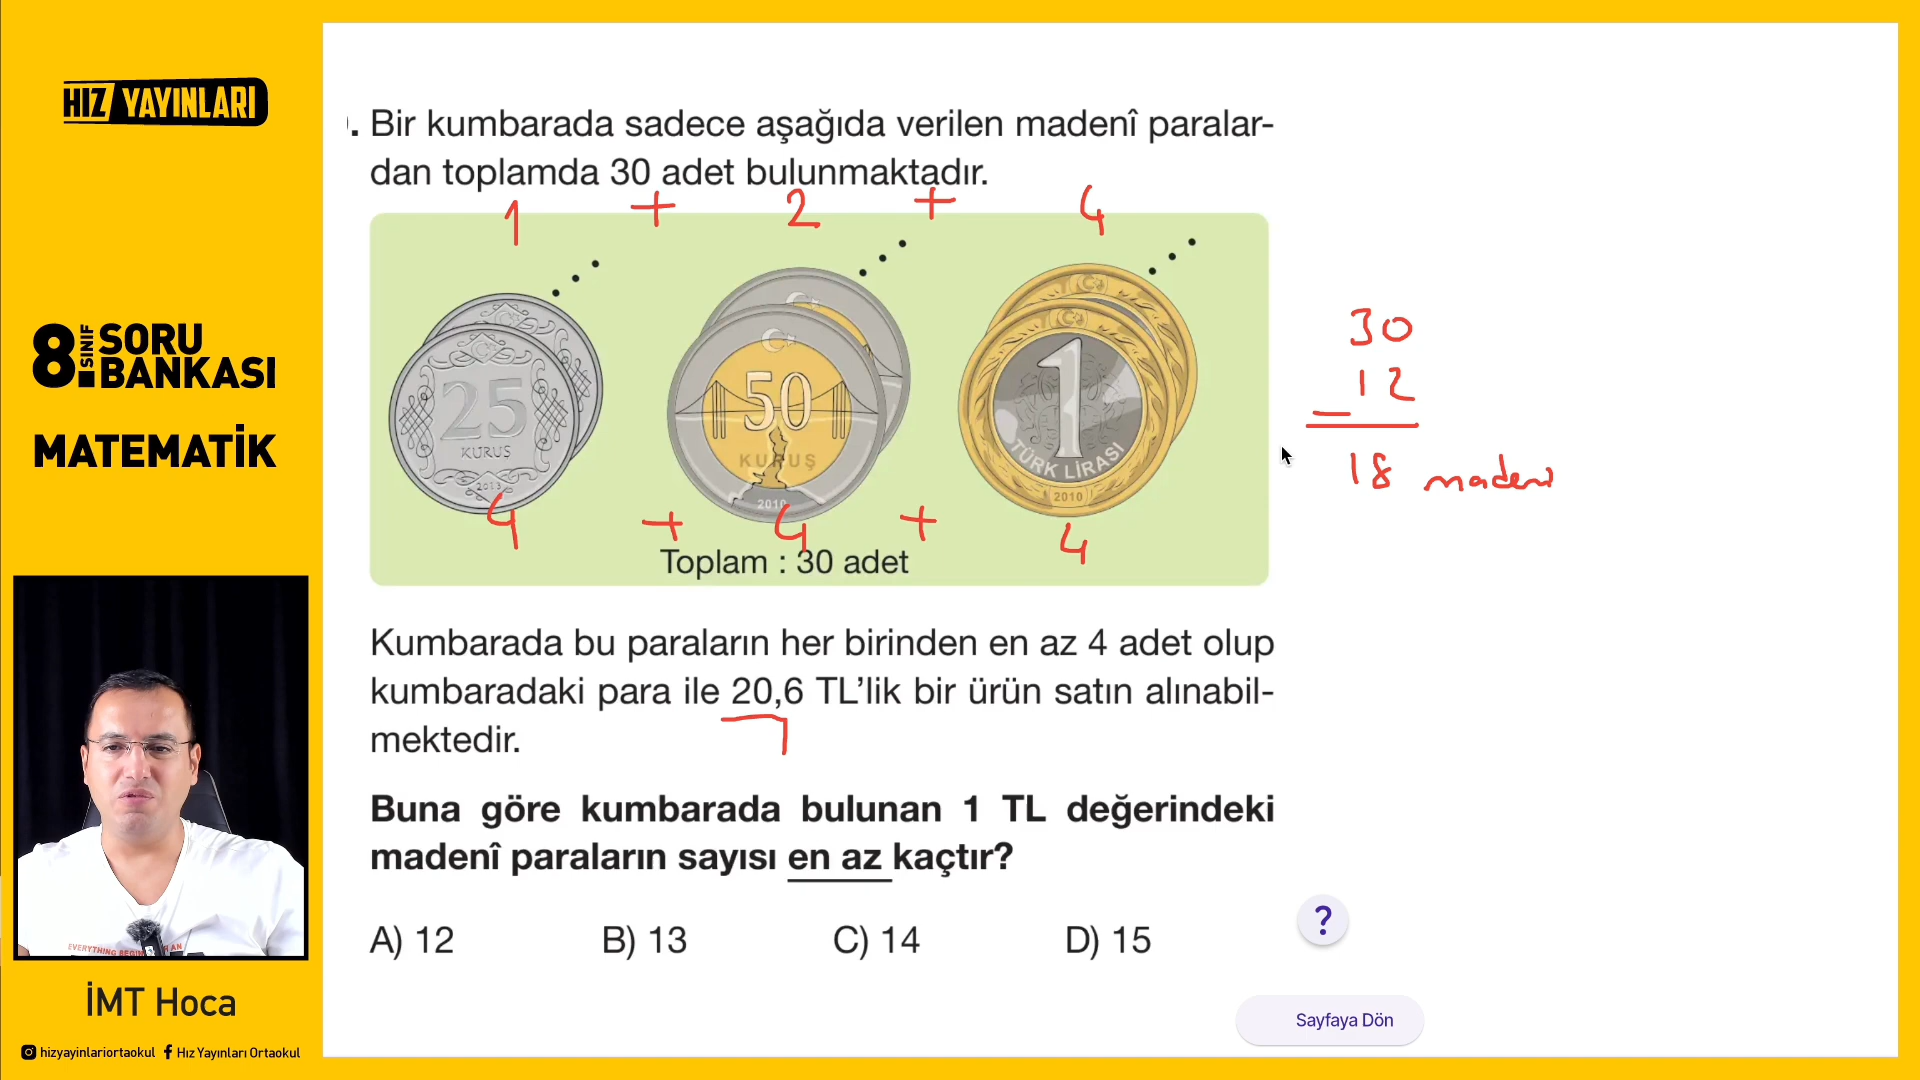 HIZ YAYINLARI
8. SINIF SORU BANKASI
MATEMATİK
. Bir kumbarada sadece aşağıda verilen madenî paralar-
dan toplamda 30 adet bulunmaktadır.
1 + 2 + 4
25 KURUŞ 2013
50 KURUŞ 2010
1 TÜRK LİRASI 2010
4 + 4 + 4
Toplam : 30 adet
30
12
18 madeni
Kumbarada bu paraların her birinden en az 4 adet olup
kumbaradaki para ile 20,6 TL'lik bir ürün satın alınabil-
mektedir.
Buna göre kumbarada bulunan 1 TL değerindeki
madenî paraların sayısı en az kaçtır?
A) 12 B) 13 C) 14 D) 15
?
Sayfaya Dön
İMT Hoca
hizyayinlariortaokul Hız Yayınları Ortaokul